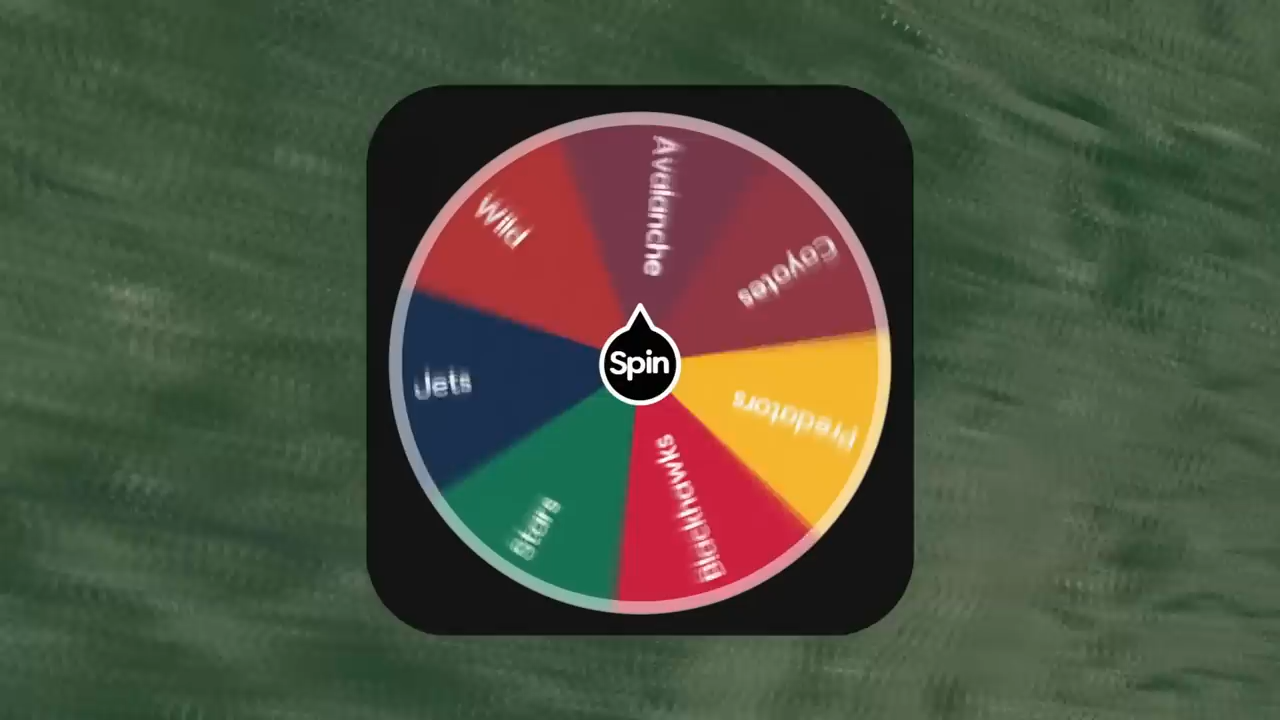 Avalanche
Wild
Coyotes
Spin
Jets
Predators
Stars
Blackhawks